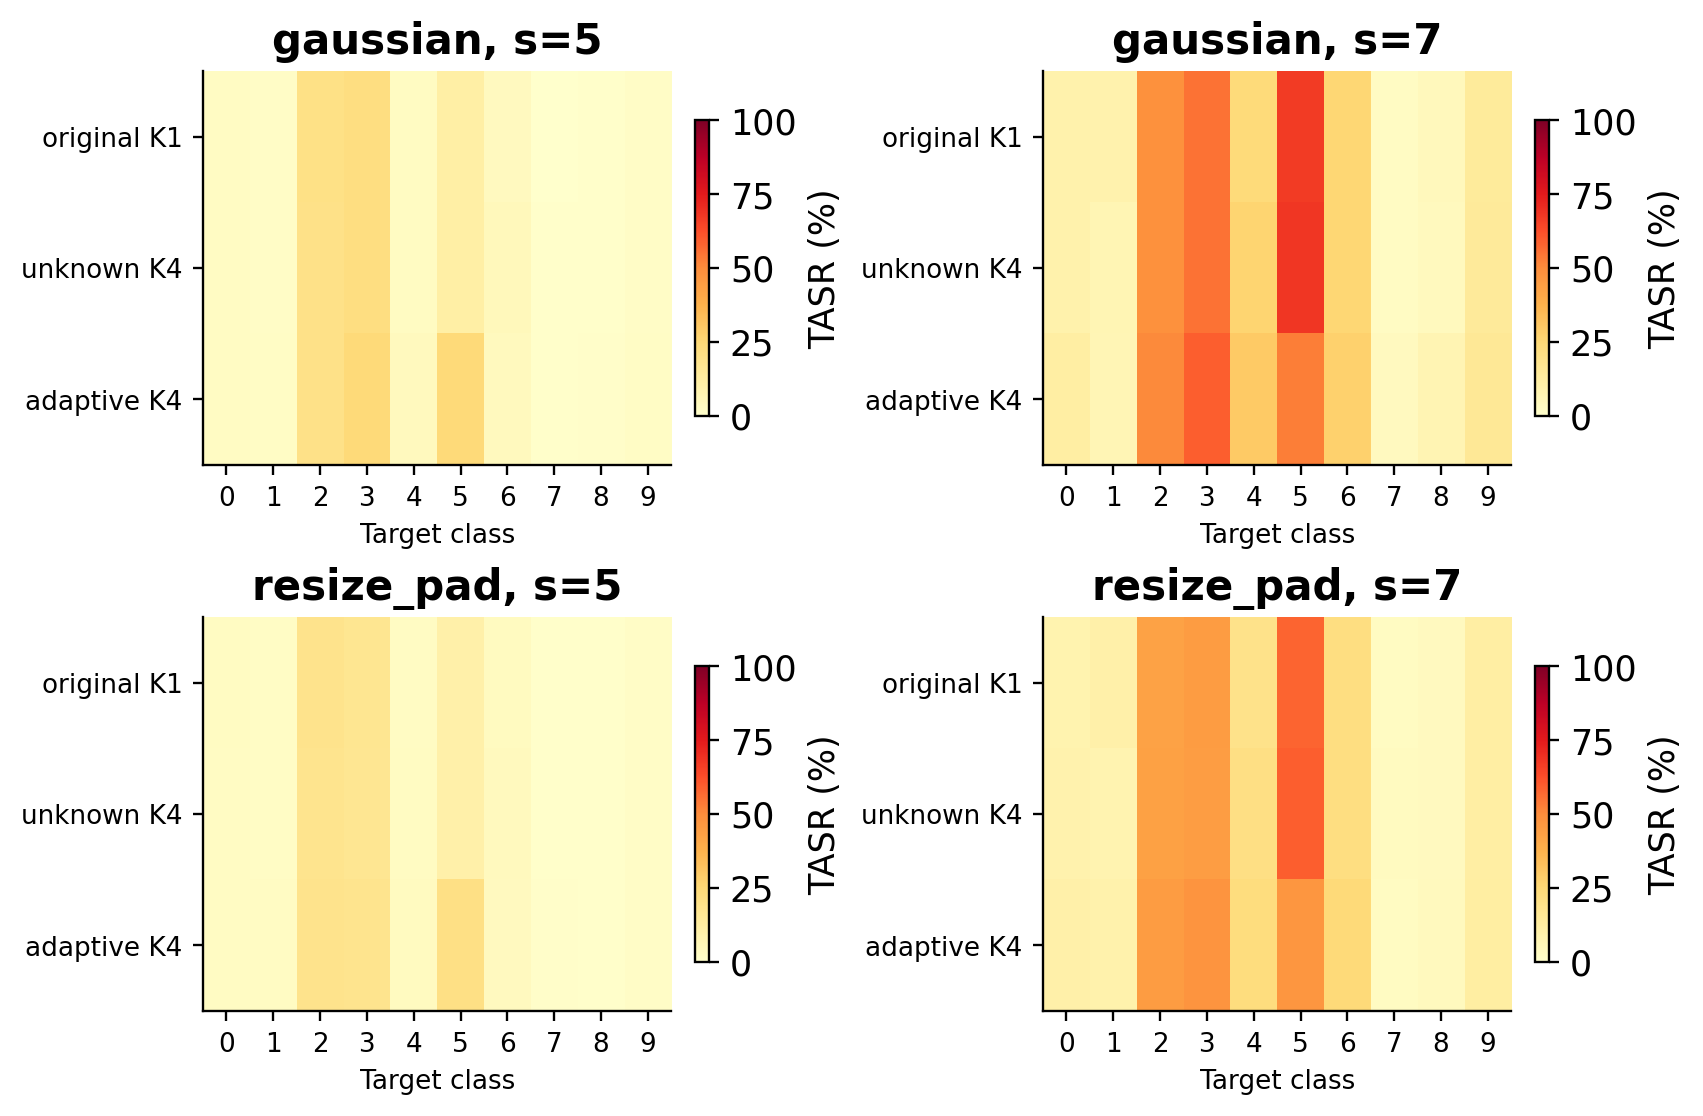 gaussian, s=5
original K1
unknown K4
adaptive K4
0 1 2 3 4 5 6 7 8 9
Target class
100
75
50
25
0
TASR (%)
gaussian, s=7
original K1
unknown K4
adaptive K4
0 1 2 3 4 5 6 7 8 9
Target class
100
75
50
25
0
TASR (%)
resize_pad, s=5
original K1
unknown K4
adaptive K4
0 1 2 3 4 5 6 7 8 9
Target class
100
75
50
25
0
TASR (%)
resize_pad, s=7
original K1
unknown K4
adaptive K4
0 1 2 3 4 5 6 7 8 9
Target class
100
75
50
25
0
TASR (%)